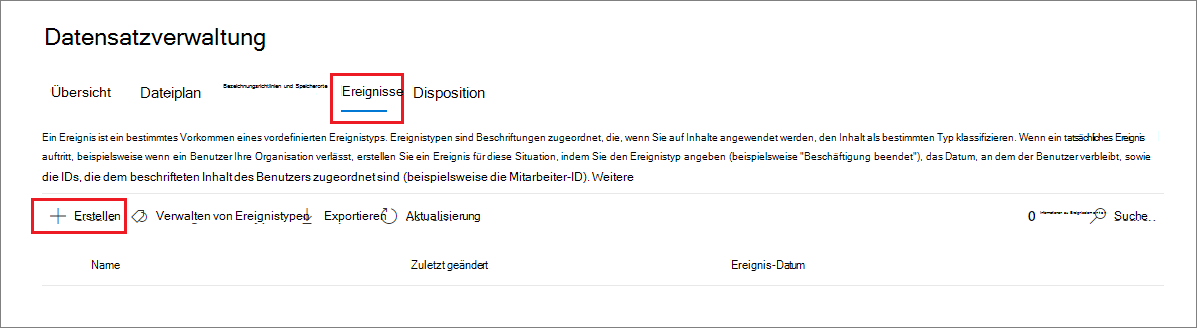 Datensatzverwaltung
Übersicht Dateiplan Bezeichnungsrichtlinien und Speicherorte Ereignisse Disposition
Ein Ereignis ist ein bestimmtes Vorkommen eines vordefinierten Ereignistyps. Ereignistypen sind Beschriftungen zugeordnet, die, wenn Sie auf Inhalte angewendet werden, den Inhalt als bestimmten Typ klassifizieren. Wenn ein tatsächliches Ereignis
auftritt, beispielsweise wenn ein Benutzer Ihre Organisation verlässt, erstellen Sie ein Ereignis für diese Situation, indem Sie den Ereignistyp angeben (beispielsweise "Beschäftigung beendet"), das Datum, an dem der Benutzer verbleibt, sowie
die IDs, die dem beschrifteten Inhalt des Benutzers zugeordnet sind (beispielsweise die Mitarbeiter-ID). Weitere
Erstellen Verwalten von Ereignistypen Exportieren Aktualisierung 0 Informationen zu Ereignissen Suche..
Name Zuletzt geändert Ereignis-Datum